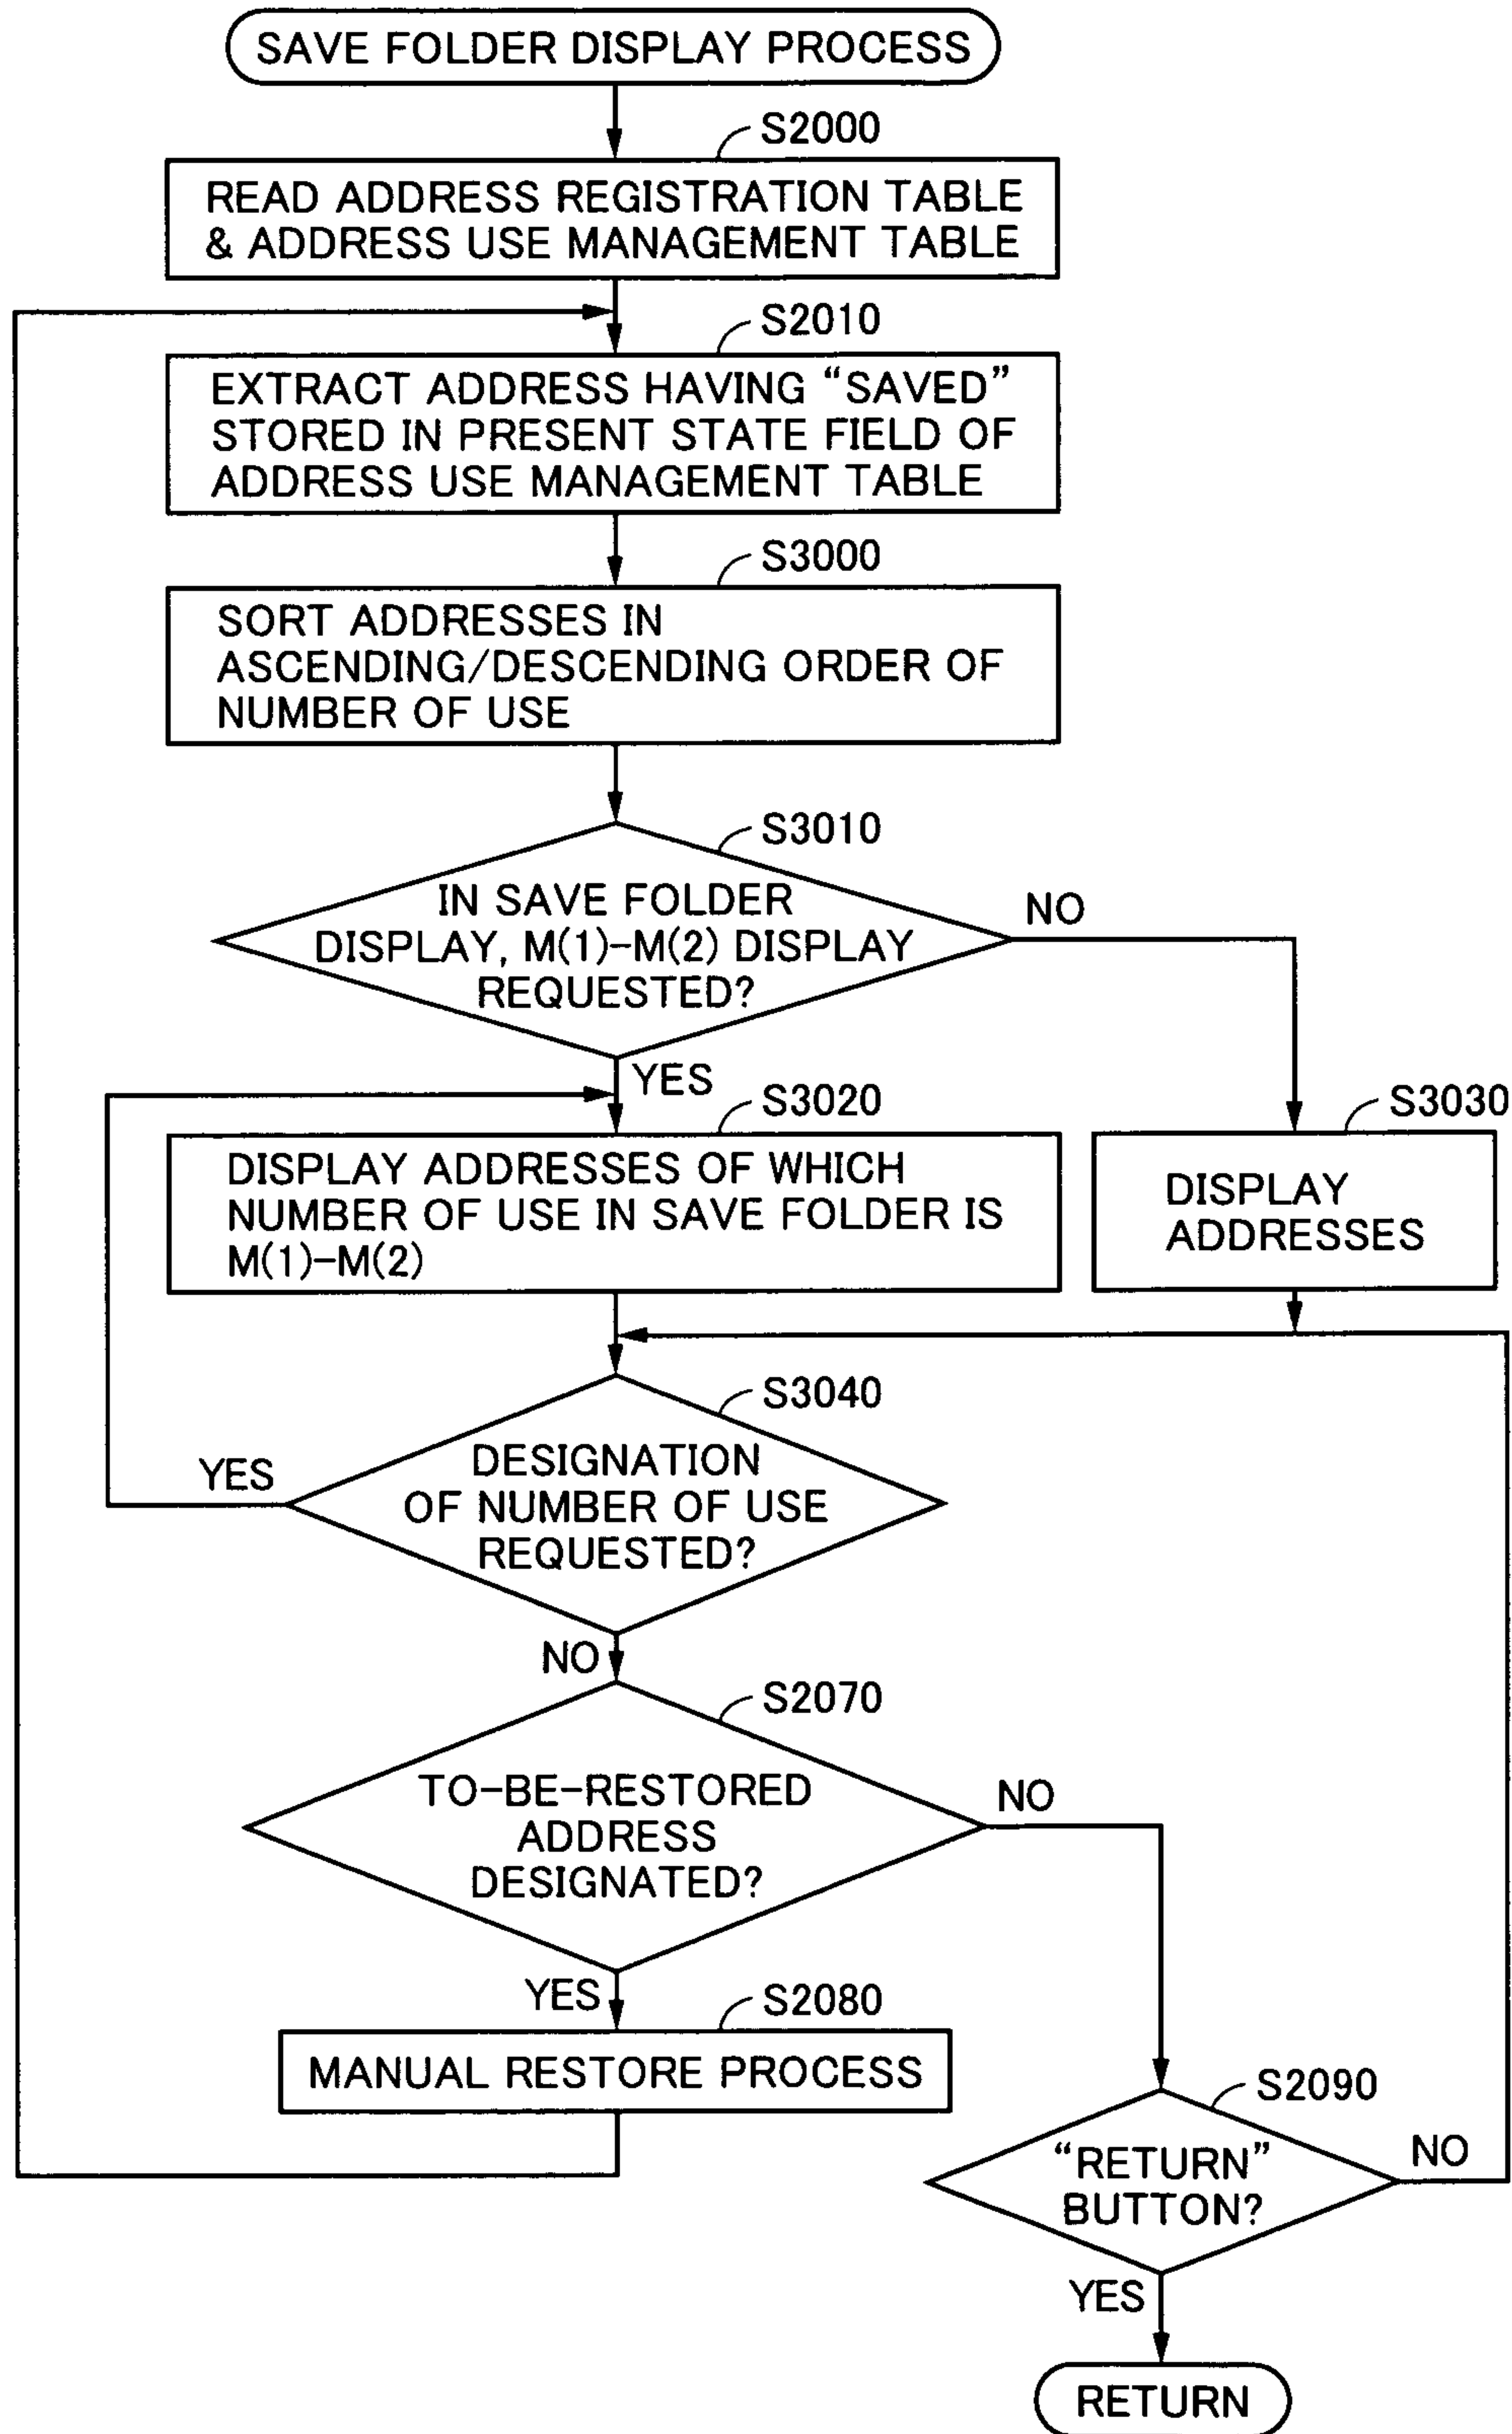 SAVE FOLDER DISPLAY PROCESS
S2000
READ ADDRESS REGISTRATION TABLE
& ADDRESS USE MANAGEMENT TABLE
S2010
EXTRACT ADDRESS HAVING “SAVED”
STORED IN PRESENT STATE FIELD OF
ADDRESS USE MANAGEMENT TABLE
S3000
SORT ADDRESSES IN
ASCENDING/DESCENDING ORDER OF
NUMBER OF USE
S3010
IN SAVE FOLDER
DISPLAY, M(1)-M(2) DISPLAY
REQUESTED?
NO
YES
S3020
DISPLAY ADDRESSES OF WHICH
NUMBER OF USE IN SAVE FOLDER IS
M(1)-M(2)
S3030
DISPLAY
ADDRESSES
S3040
DESIGNATION
OF NUMBER OF USE
REQUESTED?
YES
NO
S2070
TO-BE-RESTORED
ADDRESS
DESIGNATED?
NO
YES
S2080
MANUAL RESTORE PROCESS
S2090
“RETURN”
BUTTON?
NO
YES
RETURN